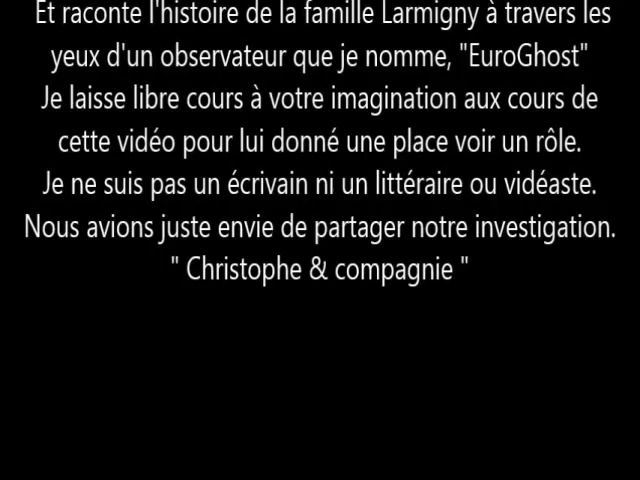 Et raconte l'histoire de la famille Larmigny à travers les
yeux d'un observateur que je nomme, "EuroGhost"
Je laisse libre cours à votre imagination aux cours de
cette vidéo pour lui donné une place voir un rôle.
Je ne suis pas un écrivain ni un littéraire ou vidéaste.
Nous avions juste envie de partager notre investigation.
" Christophe & compagnie "